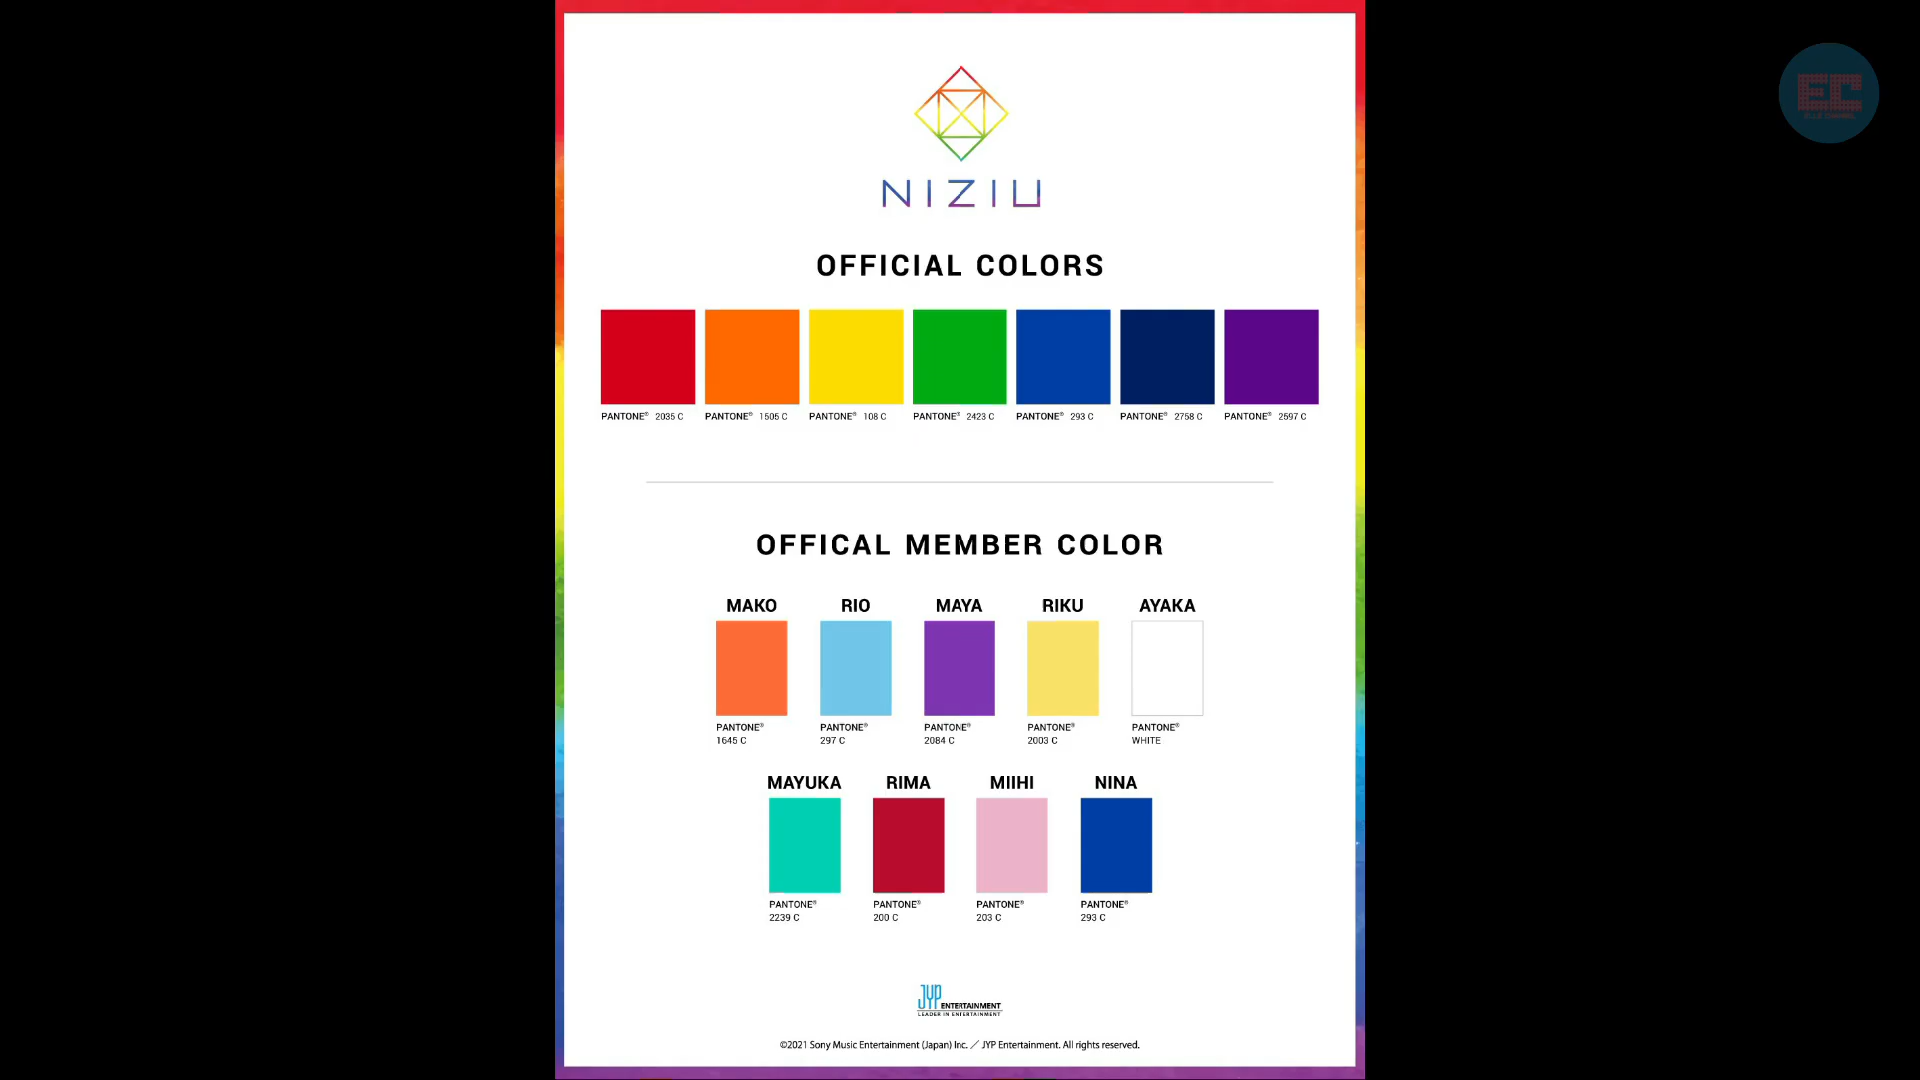 NIZIU
OFFICIAL COLORS
PANTONE® 2035 C PANTONE® 1505 C PANTONE® 108 C PANTONE® 2423 C PANTONE® 293 C PANTONE® 2758 C PANTONE® 2597 C
OFFICAL MEMBER COLOR
MAKO RIO MAYA RIKU AYAKA
PANTONE® PANTONE® PANTONE® PANTONE® PANTONE®
1645 C 297 C 2084 C 2003 C WHITE
MAYUKA RIMA MIIHI NINA
PANTONE® PANTONE® PANTONE® PANTONE®
2239 C 200 C 203 C 293 C
JYP ENTERTAINMENT
LEADER IN ENTERTAINMENT
©2021 Sony Music Entertainment (Japan) Inc. ／ JYP Entertainment. All rights reserved.
EC
ELLE CHANNEL